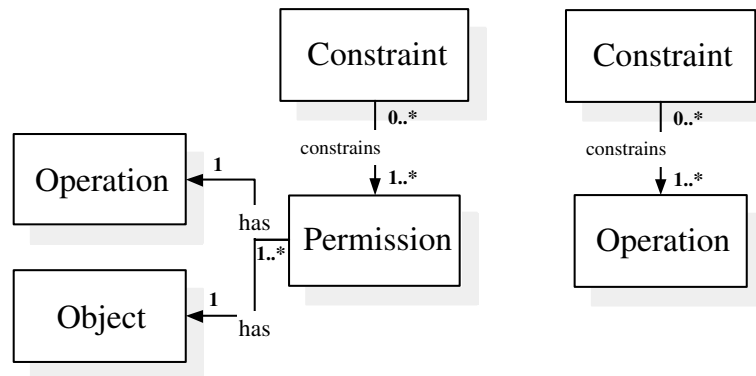 Constraint
0..*
constrains
1..*
Operation
1
has
Permission
1..*
Object
1
has
Constraint
0..*
constrains
1..*
Operation